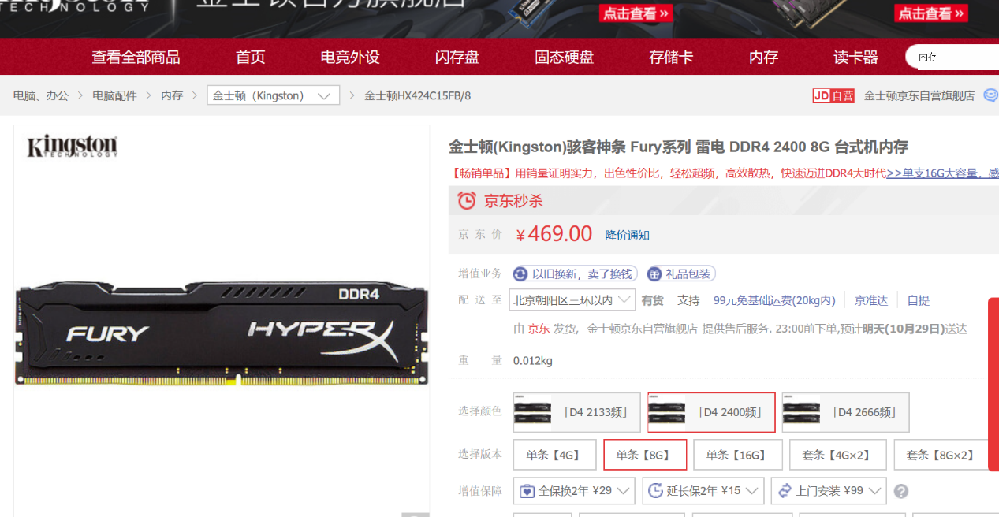 TECHNOLOGY
点击查看 »
点击查看 »
查看全部商品 首页 电竞外设 闪存盘 固态硬盘 存储卡 内存 读卡器 内存
电脑、办公 > 电脑配件 > 内存 > 金士顿（Kingston） > 金士顿HX424C15FB/8
JD 自营 金士顿京东自营旗舰店
Kingston
TECHNOLOGY
DDR4
FURY HYPERX
金士顿(Kingston)骇客神条 Fury系列 雷电 DDR4 2400 8G 台式机内存
【畅销单品】用销量证明实力，出色性价比，轻松超频，高效散热，快速迈进DDR4大时代>>单支16G大容量，感
京东秒杀
京东价 ￥469.00 降价通知
增值业务 以旧换新，卖了换钱 礼品包装
配送至 北京朝阳区三环以内 有货 支持 99元免基础运费(20kg内) 京准达 自提
由 京东 发货, 金士顿京东自营旗舰店 提供售后服务. 23:00前下单,预计明天(10月29日)送达
重量 0.012kg
选择颜色 「D4 2133频」 「D4 2400频」 「D4 2666频」
选择版本 单条【4G】 单条【8G】 单条【16G】 套条【4G×2】 套条【8G×2】
增值保障 全保换2年 ¥29 延长保2年 ¥15 上门安装 ¥99 ?